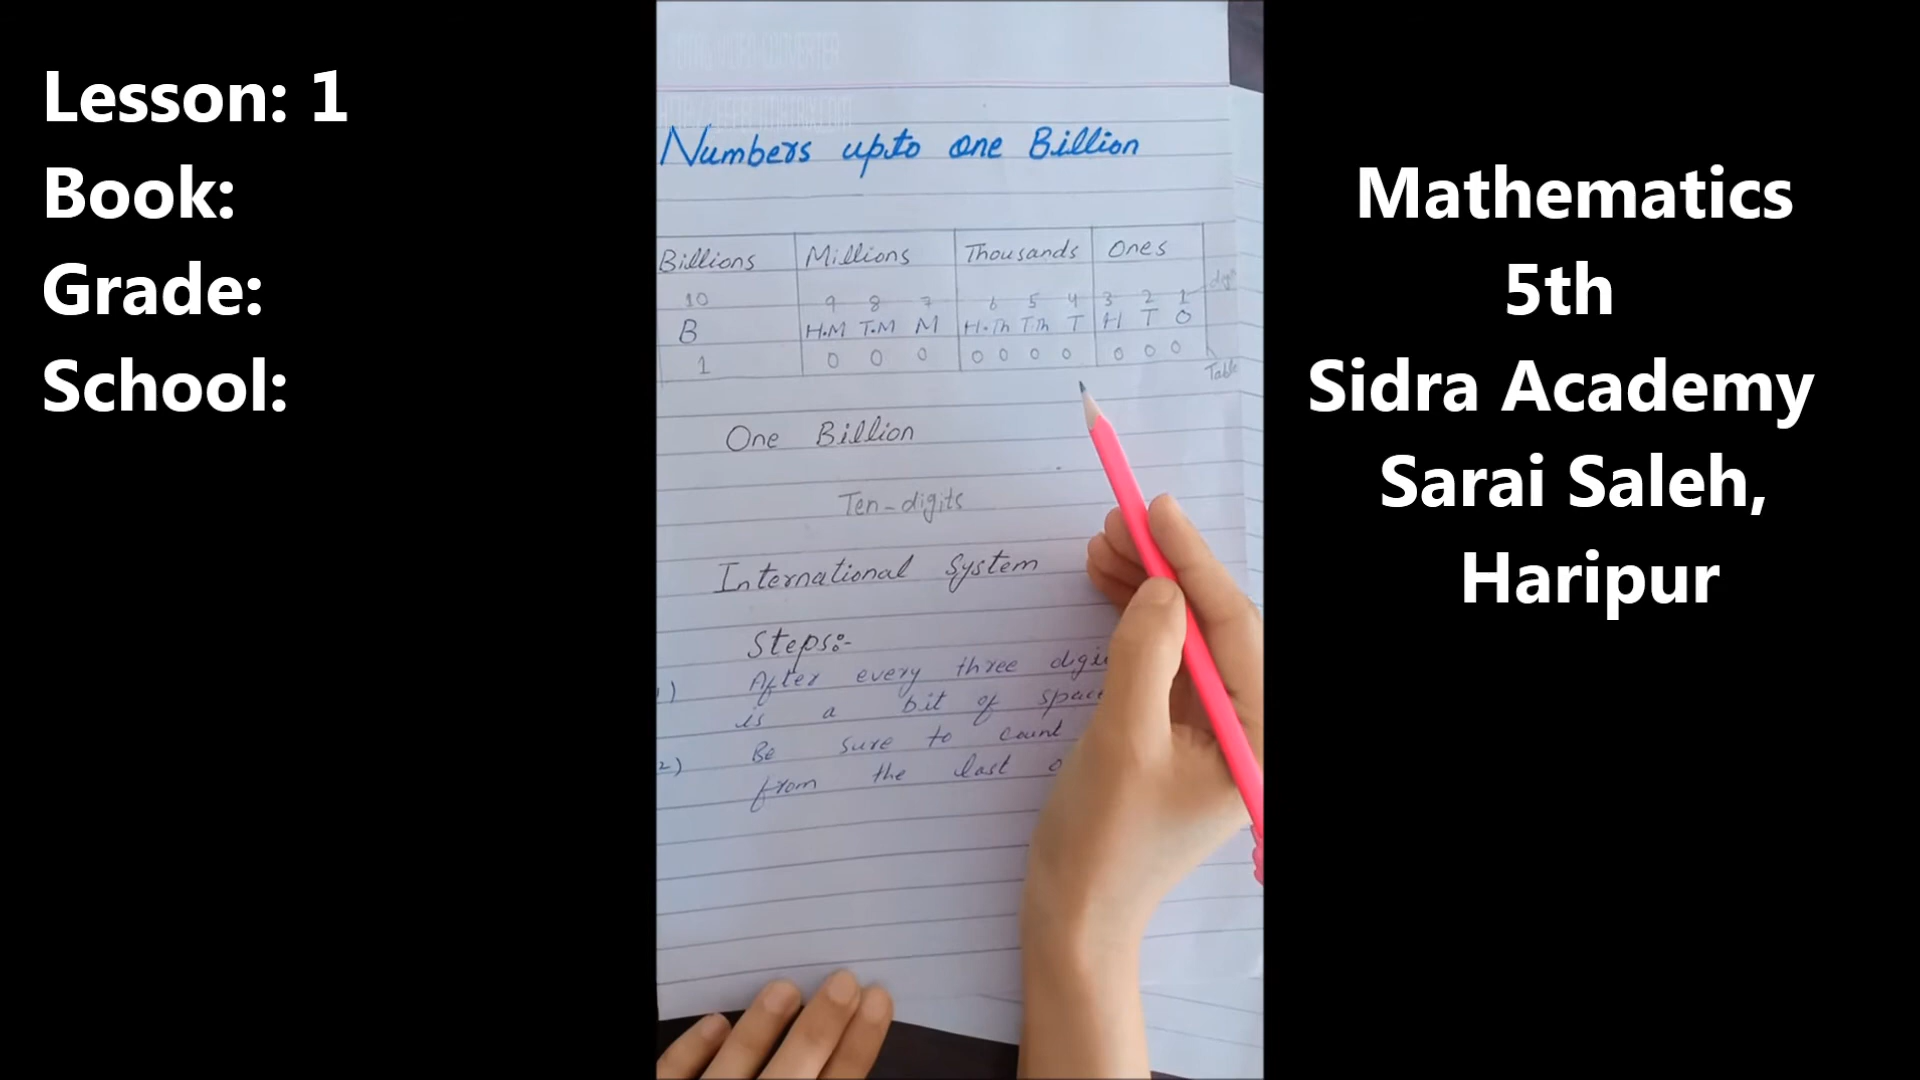 Lesson: 1
Book:
Grade:
School:
Numbers upto one Billion
Billions Millions Thousands Ones
10 9 8 7 6 5 4 3 2 1
B H.M T.M M H.Th T.Th T H T O
1 0 0 0 0 0 0 0 0 0 0
Table
One Billion
Ten-digits
International System
Steps:-
1) After every three
is a bit of space
2) Be sure to count
from the last
Mathematics
5th
Sidra Academy
Sarai Saleh,
Haripur